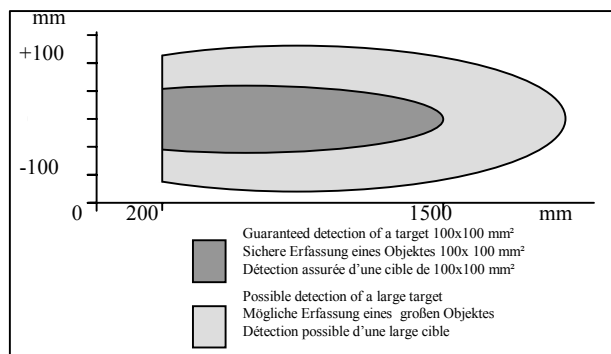 mm
+100
-100
0 200 1500 mm
Guaranteed detection of a target 100x100 mm²
Sichere Erfassung eines Objektes 100x 100 mm²
Détection assurée d'une cible de 100x100 mm²
Possible detection of a large target
Mögliche Erfassung eines großen Objektes
Détection possible d'une large cible